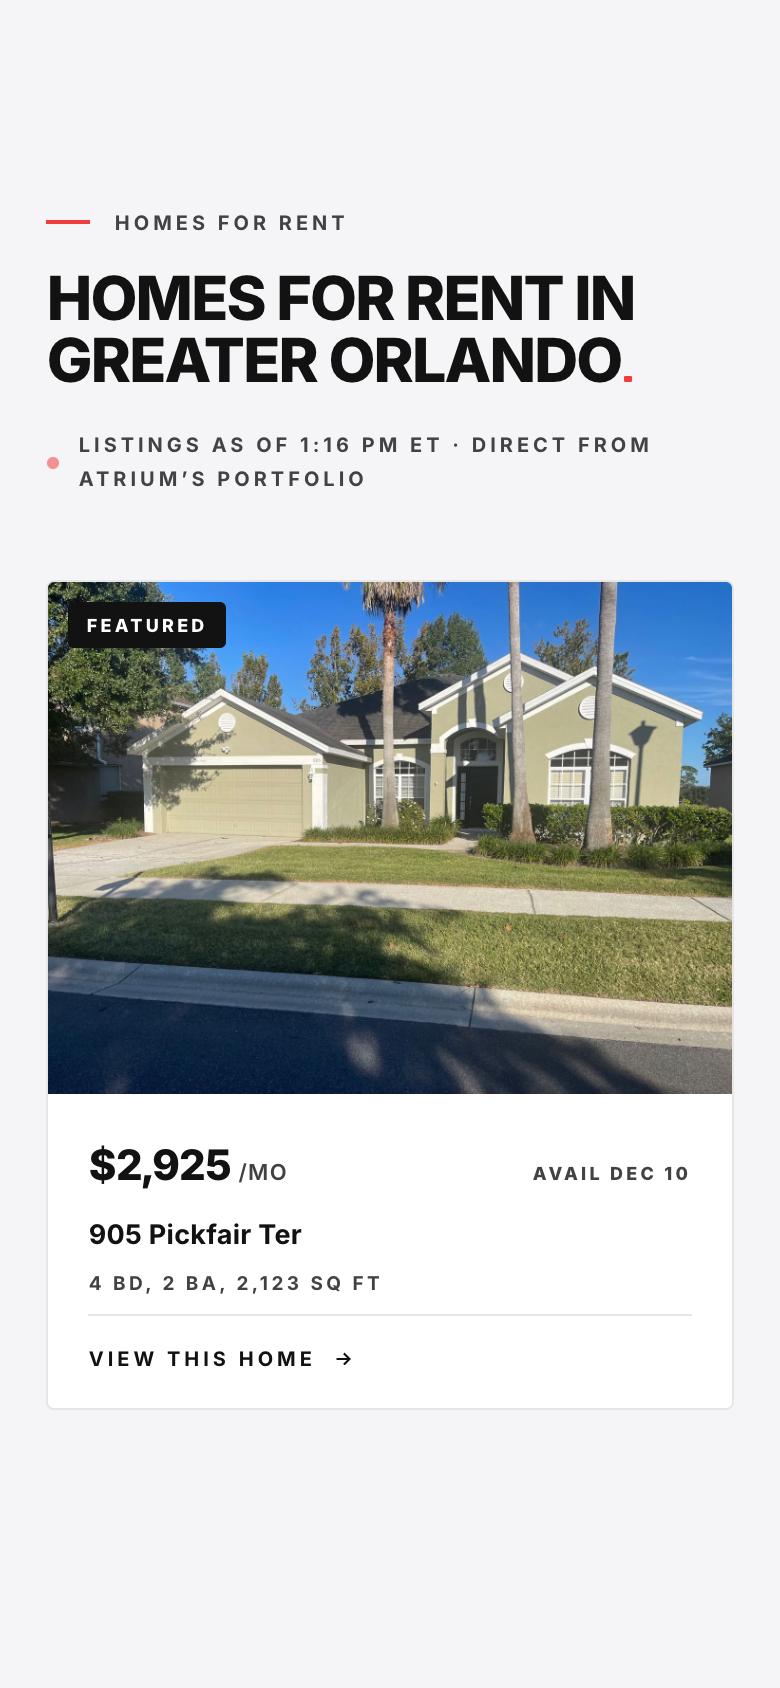 HOMES FOR RENT
HOMES FOR RENT IN
GREATER ORLANDO.
LISTINGS AS OF 1:16 PM ET · DIRECT FROM
ATRIUM’S PORTFOLIO
FEATURED
$2,925 /MO
AVAIL DEC 10
905 Pickfair Ter
4 BD, 2 BA, 2,123 SQ FT
VIEW THIS HOME →